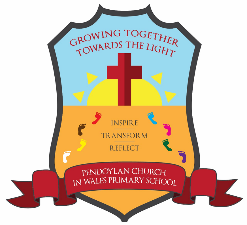 GROWING TOGETHER
TOWARDS THE LIGHT
INSPIRE
TRANSFORM
REFLECT
PENDOYLAN CHURCH
IN WALES PRIMARY SCHOOL